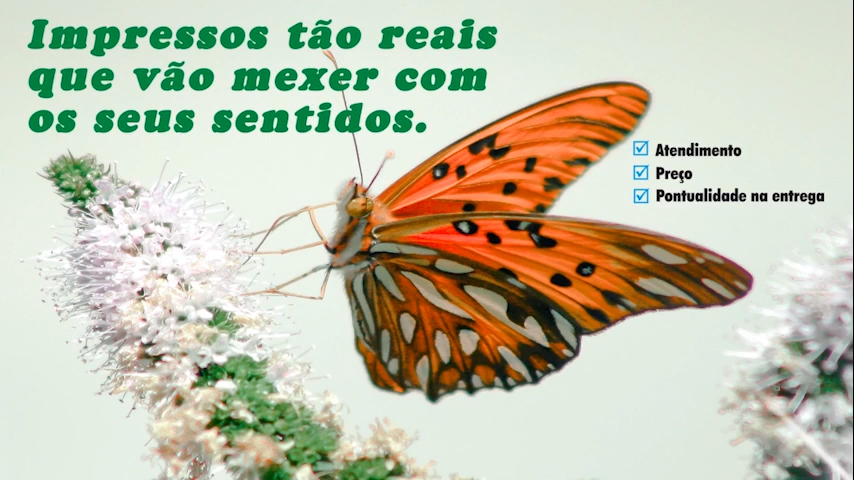 Impressos tão reais
que vão mexer com
os seus sentidos.
Atendimento
Preço
Pontualidade na entrega